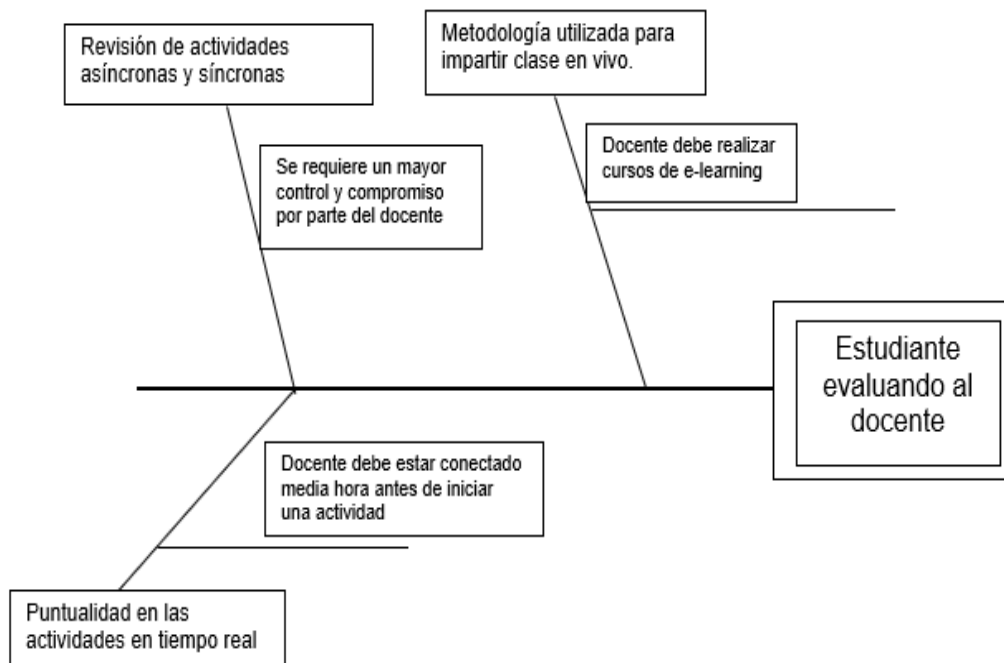 Revisión de actividades
asíncronas y síncronas
Metodología utilizada para
impartir clase en vivo.
Se requiere un mayor
control y compromiso
por parte del docente
Docente debe realizar
cursos de e-learning
Estudiante
evaluando al
docente
Docente debe estar conectado
media hora antes de iniciar
una actividad
Puntualidad en las
actividades en tiempo real